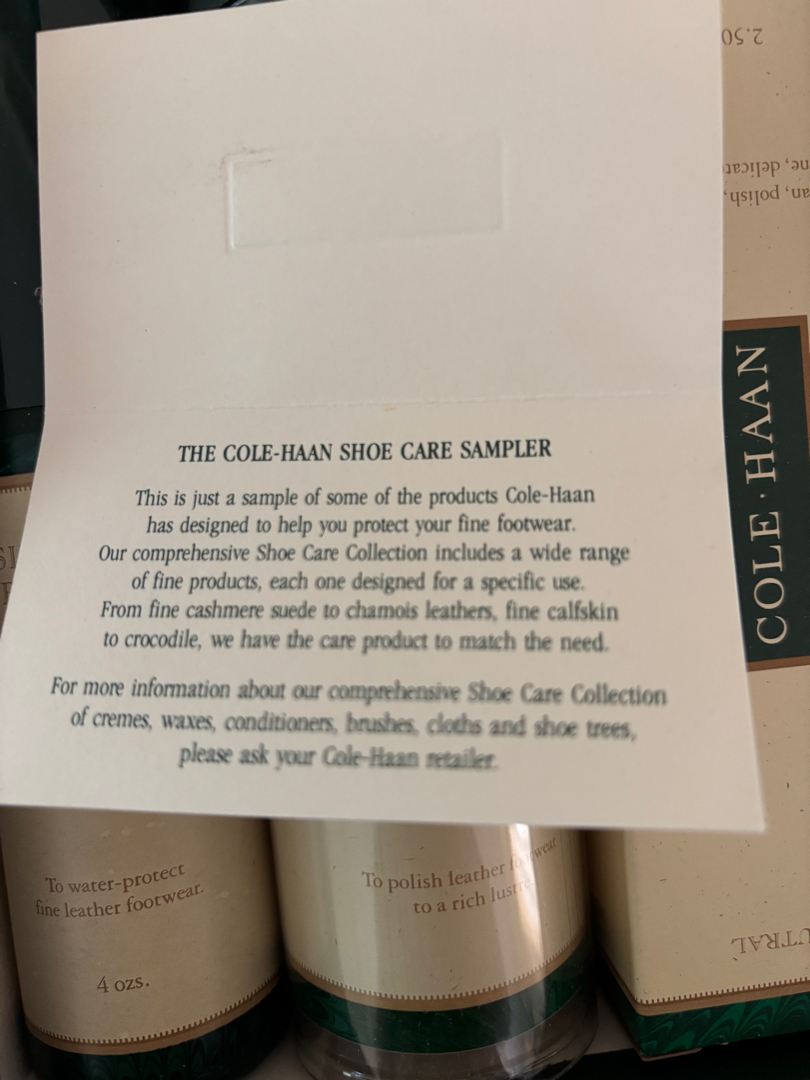 THE COLE-HAAN SHOE CARE SAMPLER
This is just a sample of some of the products Cole-Haan
has designed to help you protect your fine footwear.
Our comprehensive Shoe Care Collection includes a wide range
of fine products, each one designed for a specific use.
From fine cashmere suede to chamois leathers, fine calfskin
to crocodile, we have the care product to match the need.
For more information about our comprehensive Shoe Care Collection
of cremes, waxes, conditioners, brushes, cloths and shoe trees,
please ask your Cole-Haan retailer.
To water-protect
fine leather footwear.
4 ozs.
To polish leather footwear
to a rich lustre.
COLE·HAAN
polish,
2.50